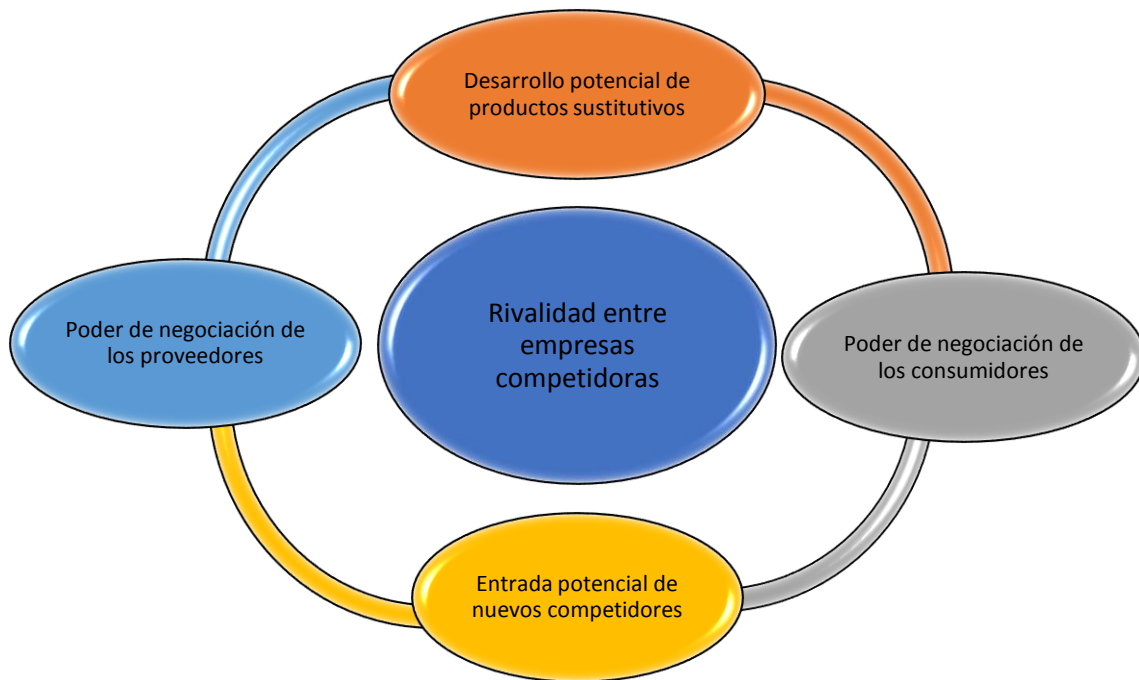 Desarrollo potencial de
productos sustitutivos
Poder de negociación de
los proveedores
Rivalidad entre
empresas
competidoras
Poder de negociación de
los consumidores
Entrada potencial de
nuevos competidores